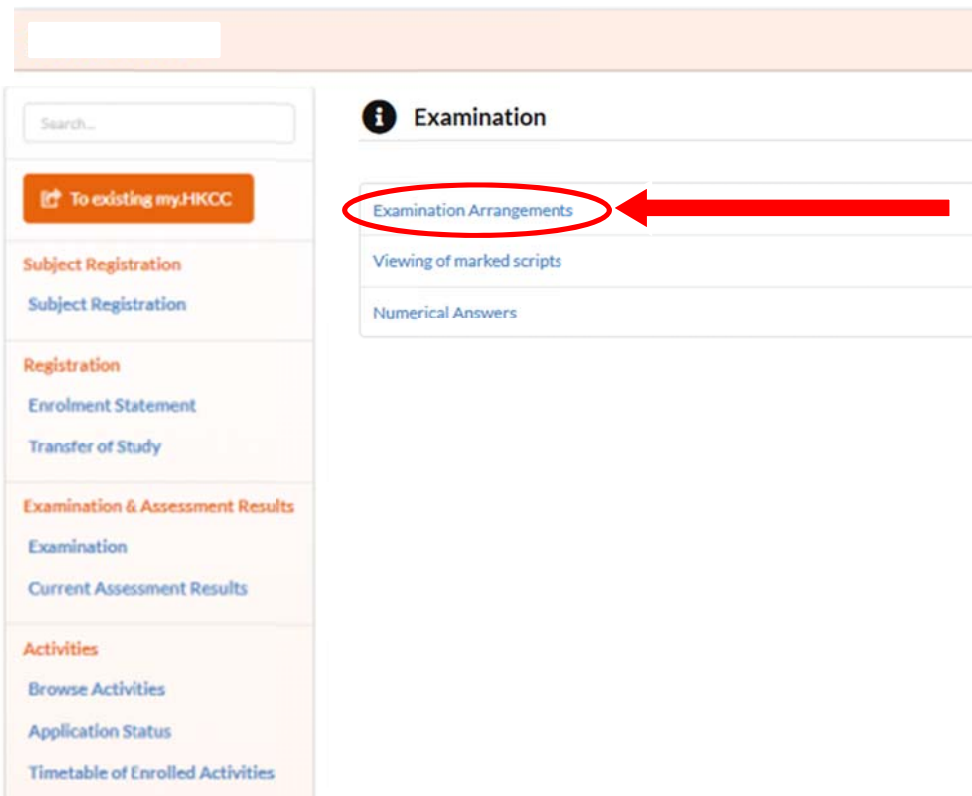 Search...
To existing my.HKCC
Subject Registration
Subject Registration
Registration
Enrolment Statement
Transfer of Study
Examination & Assessment Results
Examination
Current Assessment Results
Activities
Browse Activities
Application Status
Timetable of Enrolled Activities
Examination
Examination Arrangements
Viewing of marked scripts
Numerical Answers